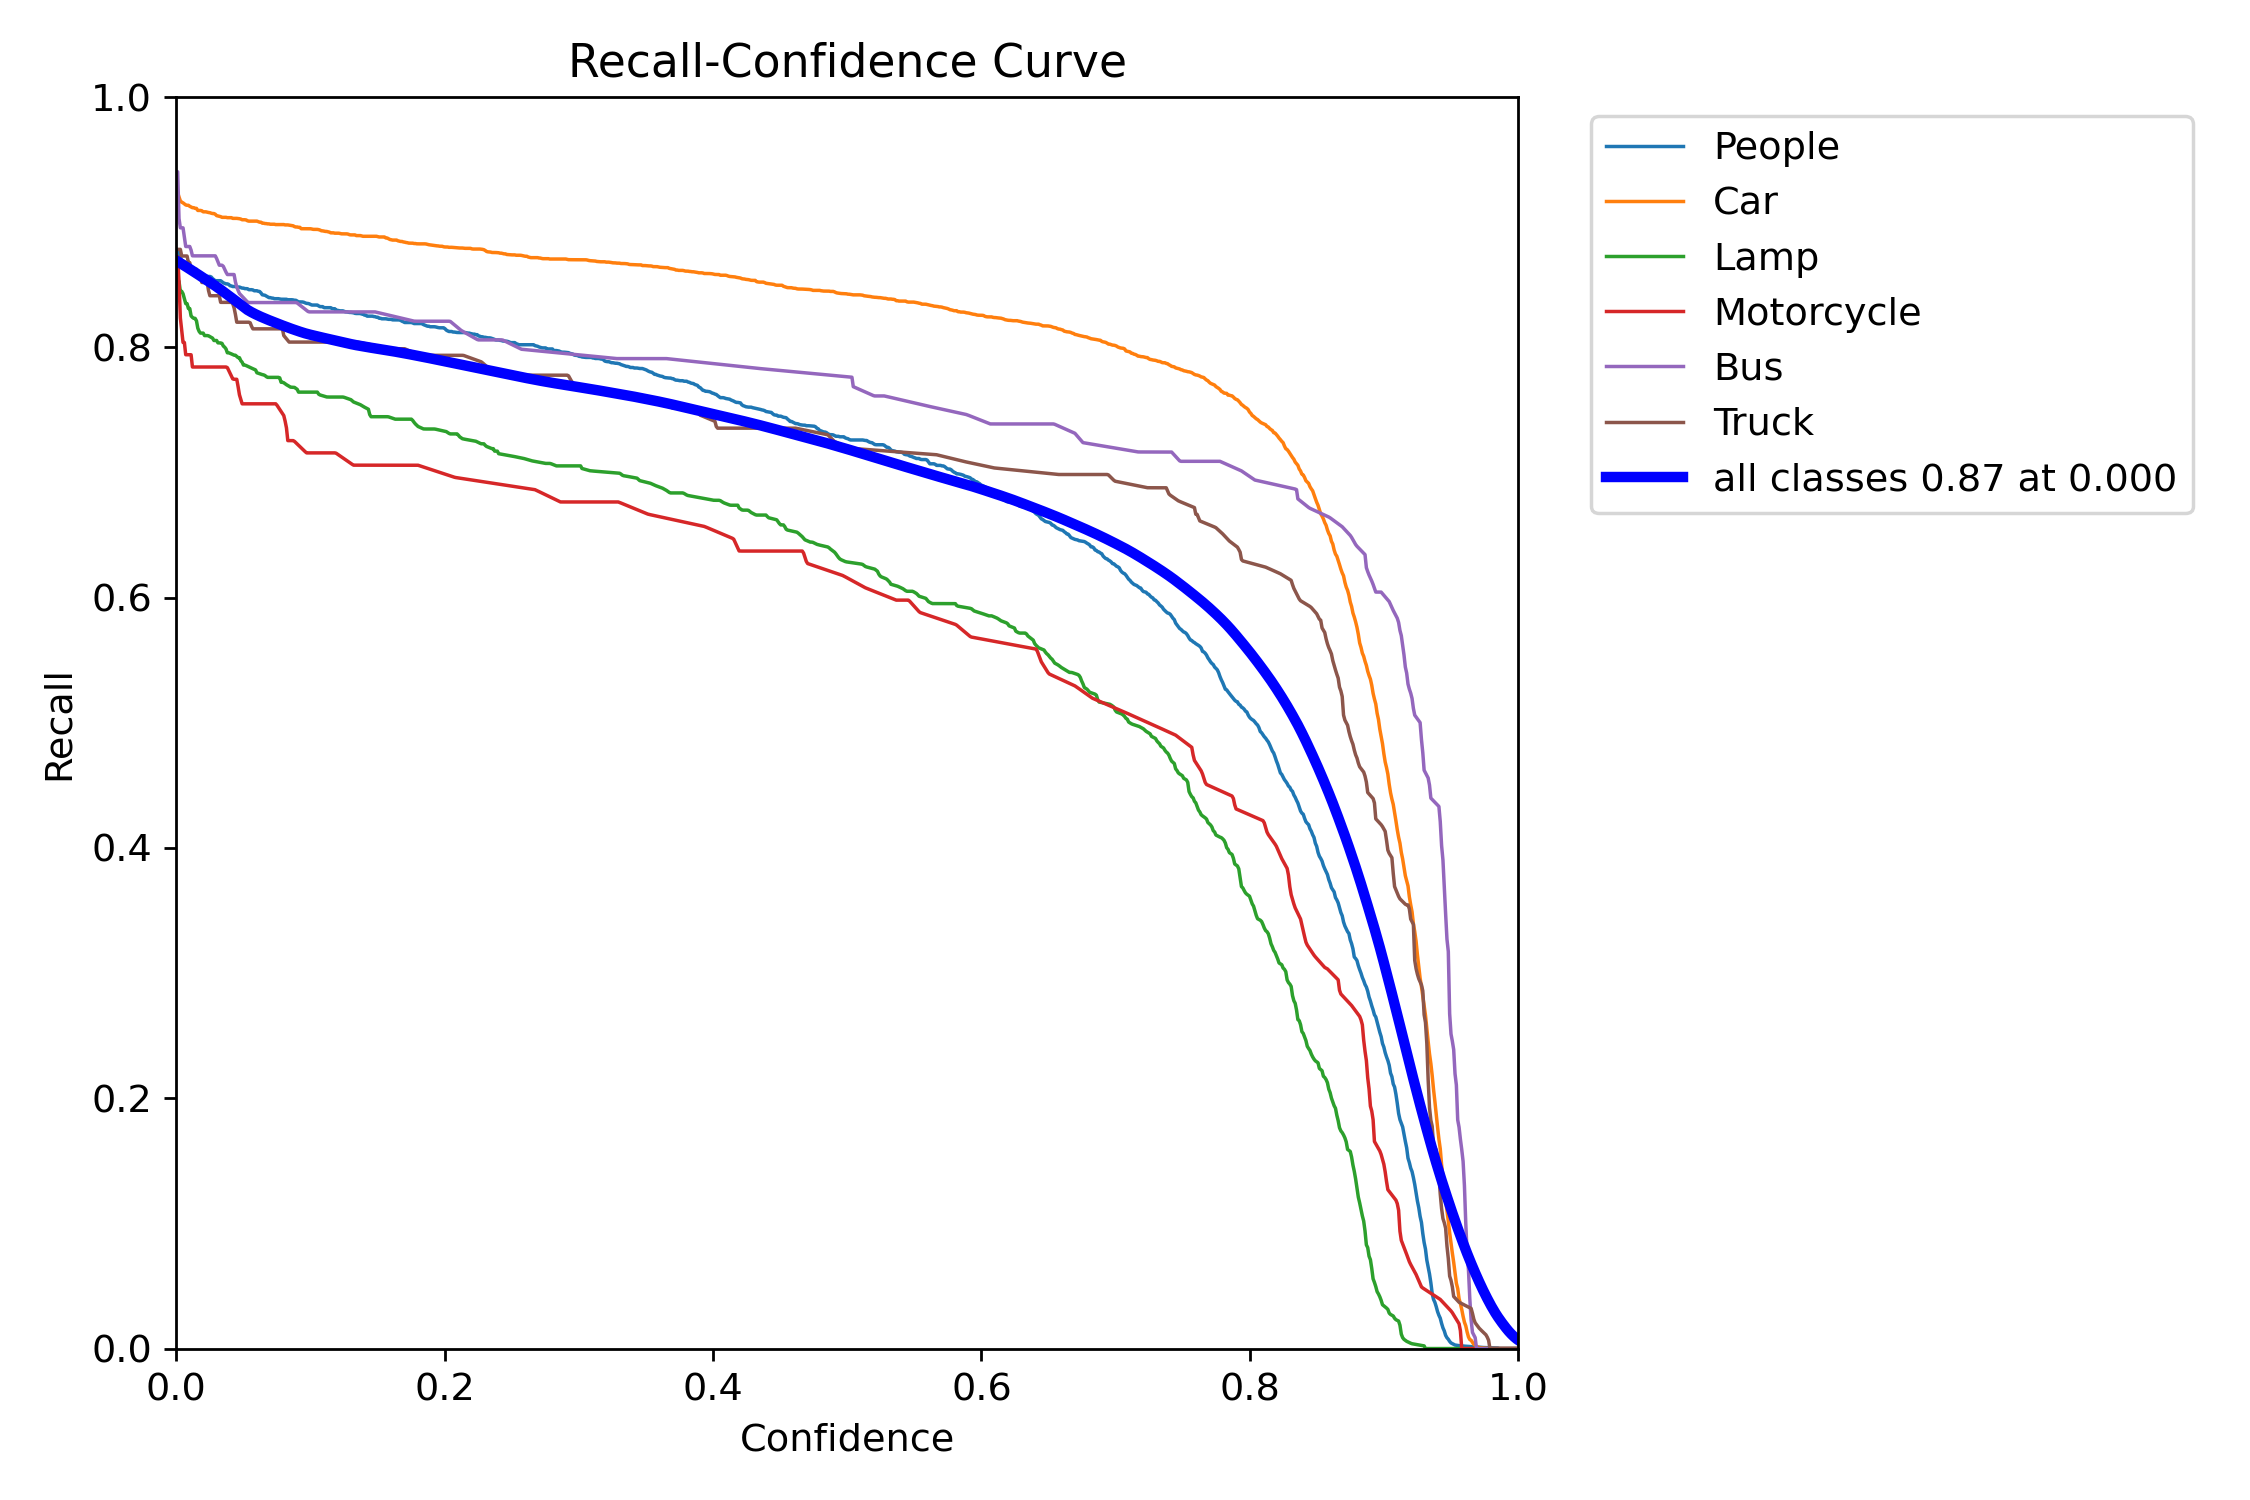 Recall-Confidence Curve
1.0
0.8
0.6
0.4
0.2
0.0
Recall
0.0 0.2 0.4 0.6 0.8 1.0
Confidence
People
Car
Lamp
Motorcycle
Bus
Truck
all classes 0.87 at 0.000